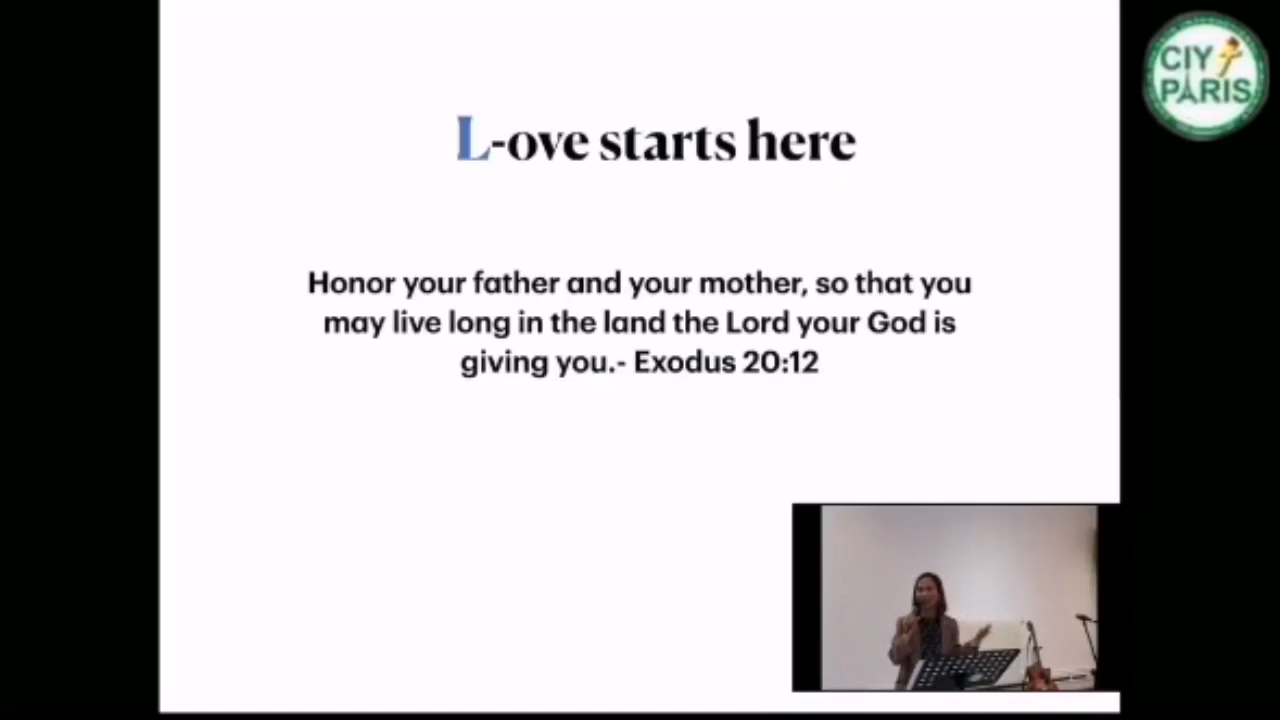 L-ove starts here
Honor your father and your mother, so that you
may live long in the land the Lord your God is
giving you.- Exodus 20:12
CIY
PARIS